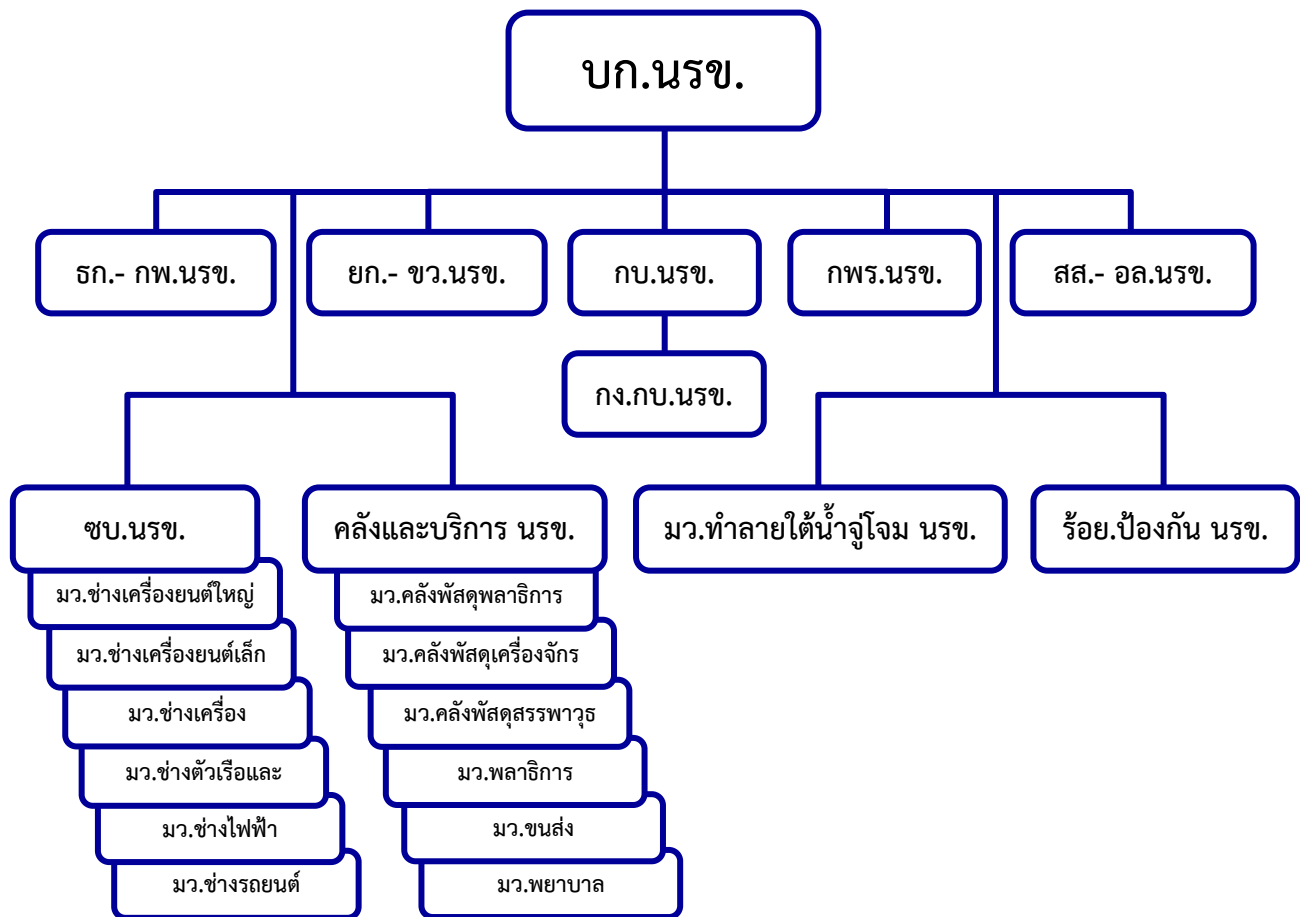 บก.นรข.
ธก.- กพ.นรข.
ยก.- ขว.นรข.
กบ.นรข.
กพร.นรข.
สส.- อล.นรข.
กง.กบ.นรข.
ซบ.นรข.
มว.ช่างเครื่องยนต์ใหญ่
มว.ช่างเครื่องยนต์เล็ก
มว.ช่างเครื่อง
มว.ช่างตัวเรือและ
มว.ช่างไฟฟ้า
มว.ช่างรถยนต์
คลังและบริการ นรข.
มว.คลังพัสดุพลาธิการ
มว.คลังพัสดุเครื่องจักร
มว.คลังพัสดุสรรพาวุธ
มว.พลาธิการ
มว.ขนส่ง
มว.พยาบาล
มว.ทำลายใต้น้ำจู่โจม นรข.
ร้อย.ป้องกัน นรข.